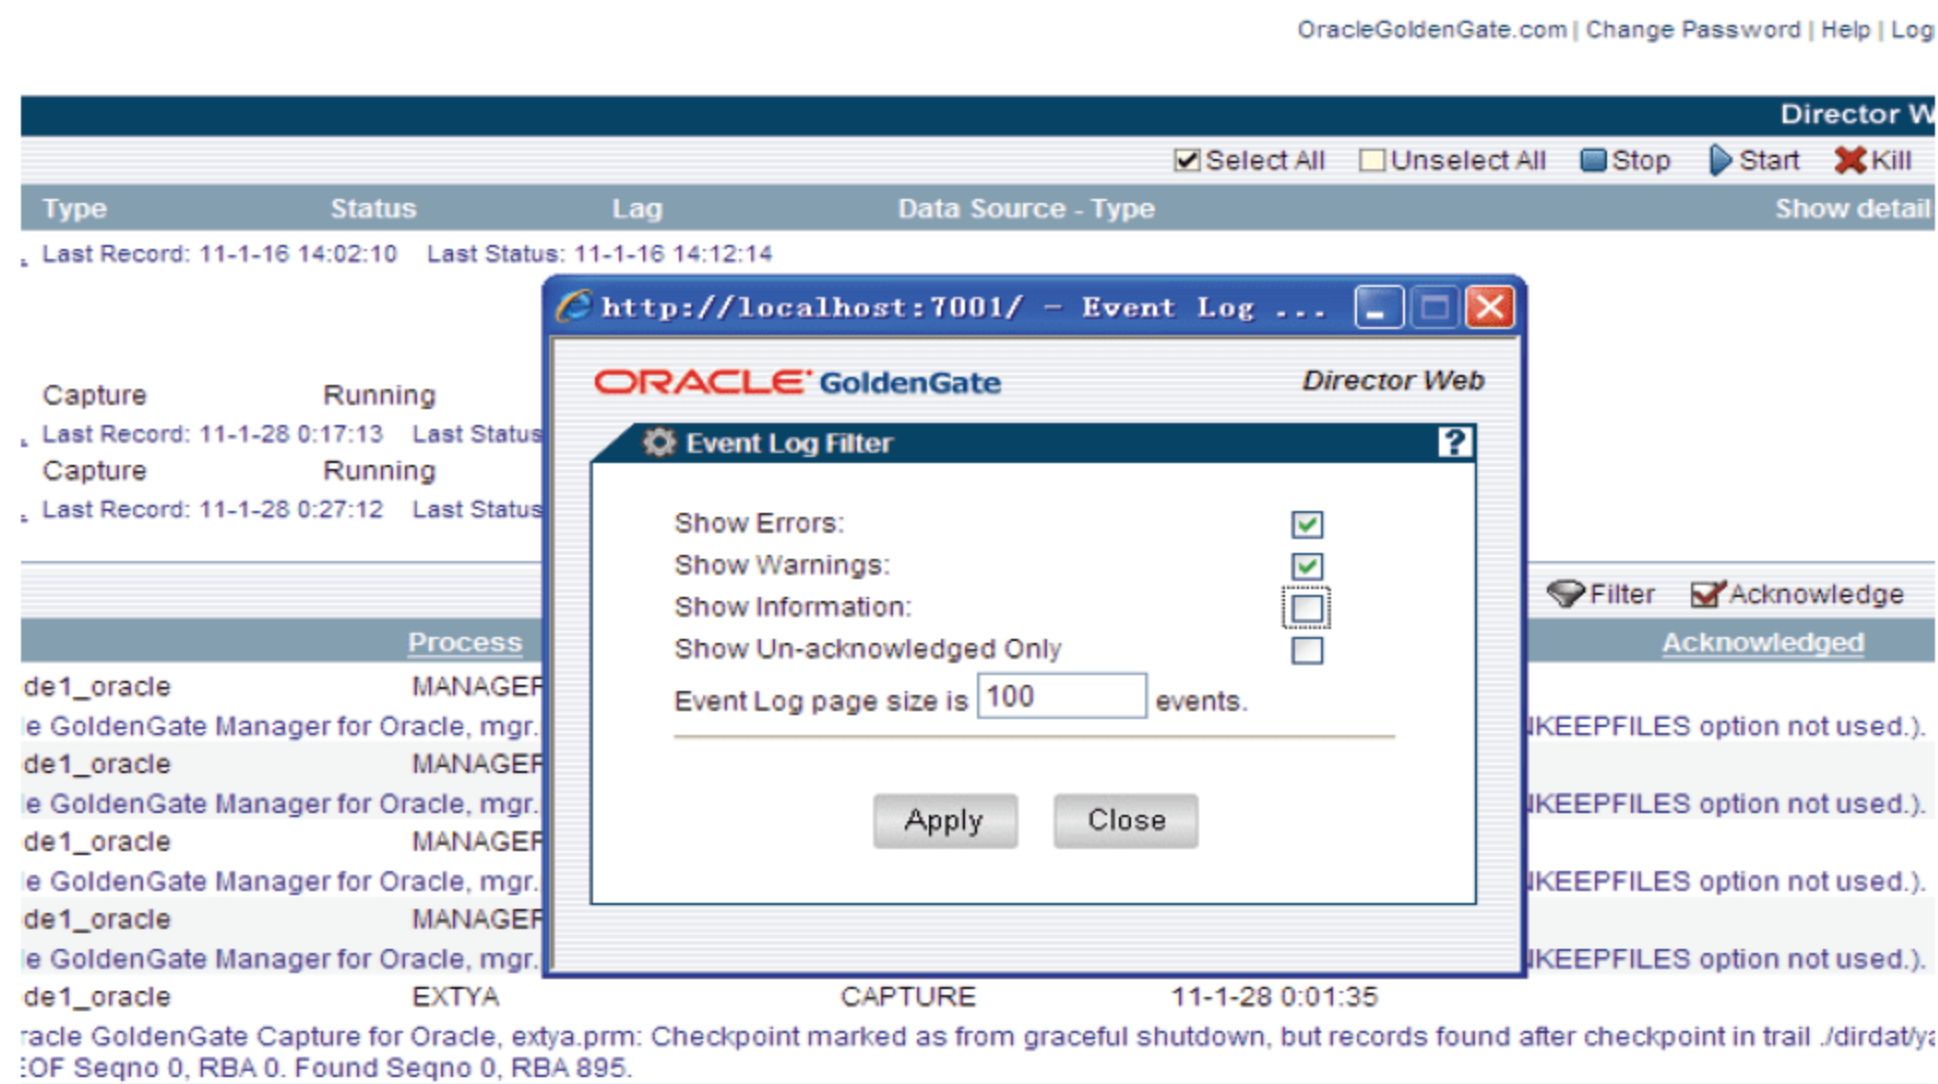 OracleGoldenGate.com | Change Password | Help | Log
Director W
Select All Unselect All Stop Start Kill
Type Status Lag Data Source - Type Show detail
Last Record: 11-1-16 14:02:10 Last Status: 11-1-16 14:12:14
http://localhost:7001/ - Event Log ...
ORACLE GoldenGate Director Web
Capture Running
Last Record: 11-1-28 0:17:13 Last Status
Event Log Filter ?
Capture Running
Last Record: 11-1-28 0:27:12 Last Status
Show Errors:
Show Warnings:
Show Information:
Show Un-acknowledged Only
Event Log page size is 100 events.
Apply Close
Filter Acknowledge
Process Acknowledged
de1_oracle MANAGER
e GoldenGate Manager for Oracle, mgr. KEEPFILES option not used.).
de1_oracle MANAGER
e GoldenGate Manager for Oracle, mgr. KEEPFILES option not used.).
de1_oracle MANAGER
e GoldenGate Manager for Oracle, mgr. KEEPFILES option not used.).
de1_oracle MANAGER
e GoldenGate Manager for Oracle, mgr. KEEPFILES option not used.).
de1_oracle EXTYA CAPTURE 11-1-28 0:01:35
racle GoldenGate Capture for Oracle, extya.prm: Checkpoint marked as from graceful shutdown, but records found after checkpoint in trail ./dirdat/ya
EOF Seqno 0, RBA 0. Found Seqno 0, RBA 895.